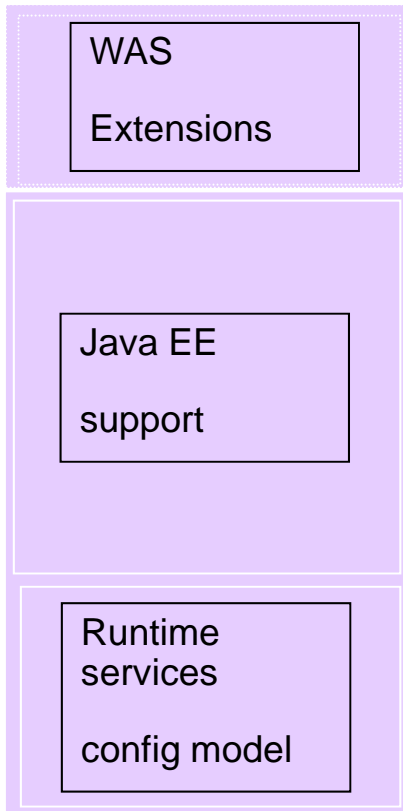 WAS
Extensions
Java EE
support
Runtime
services
config model